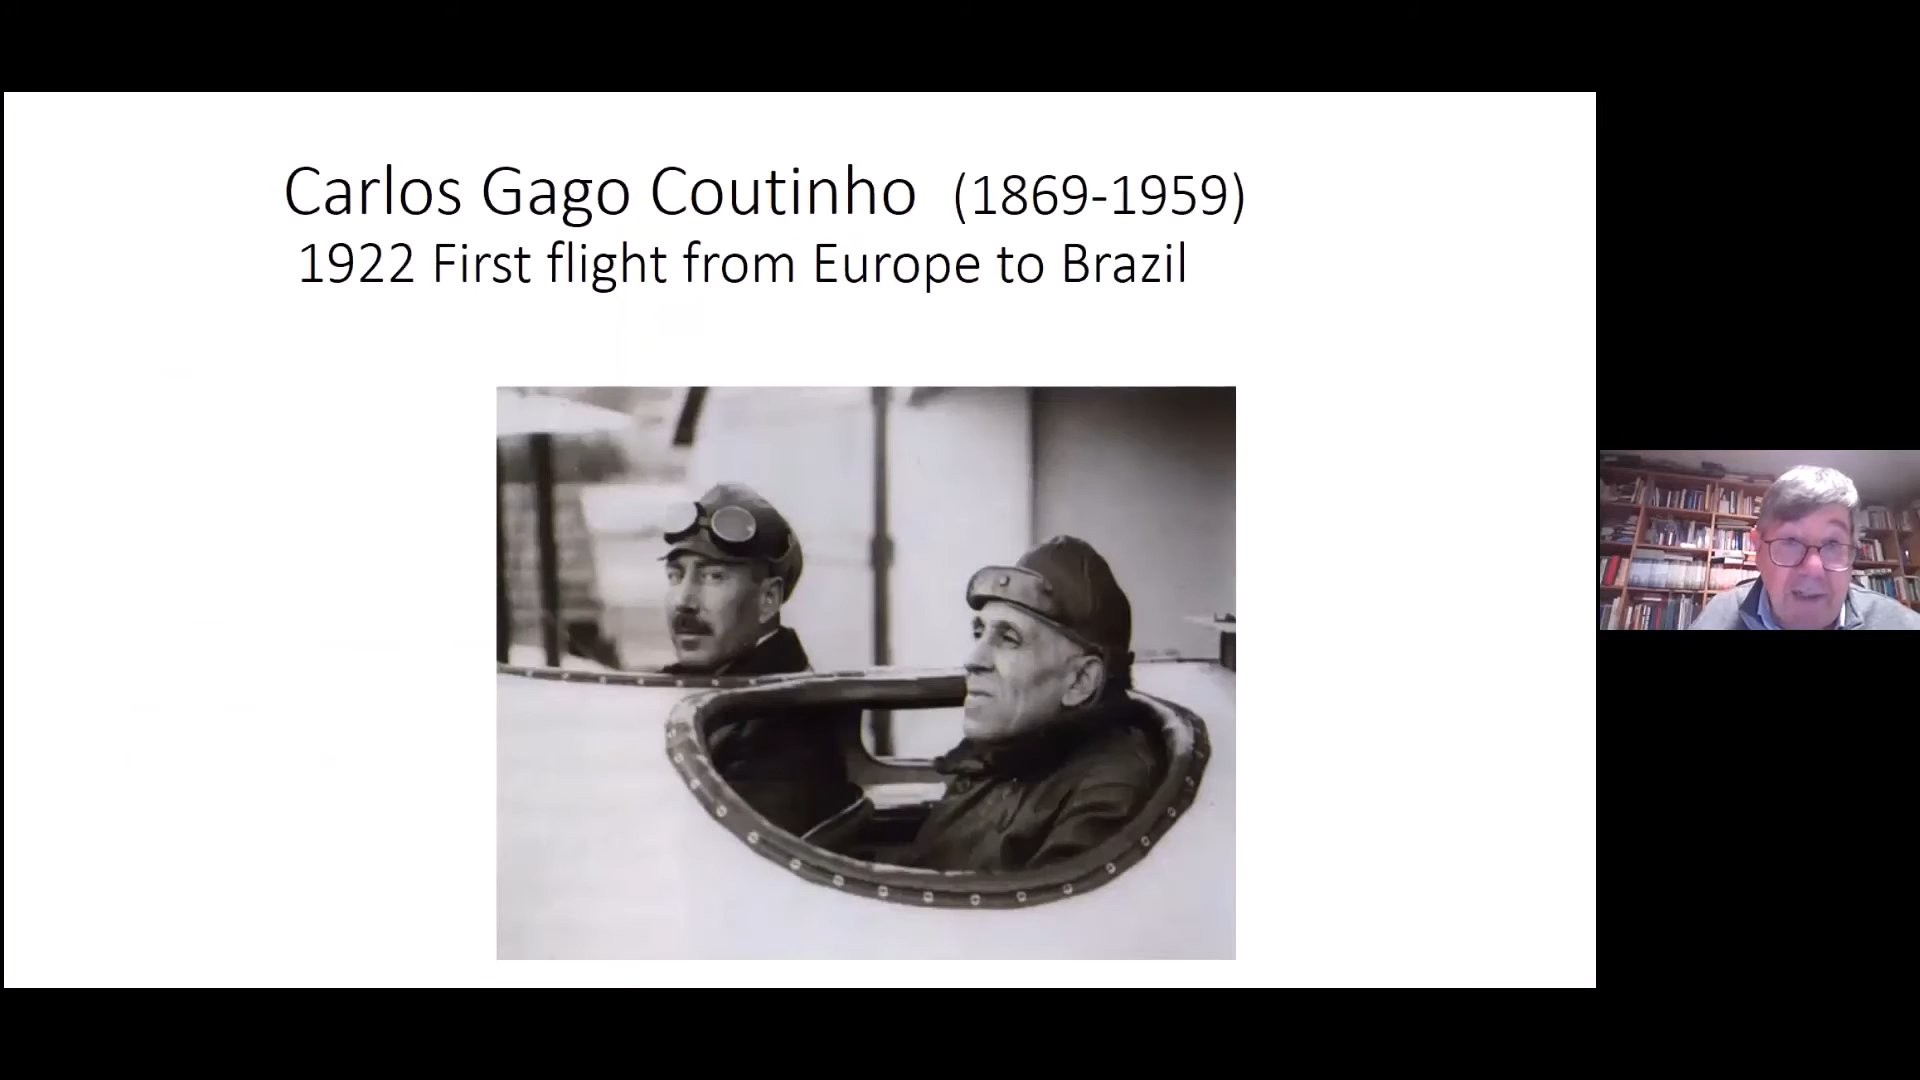 Carlos Gago Coutinho (1869-1959)
1922 First flight from Europe to Brazil